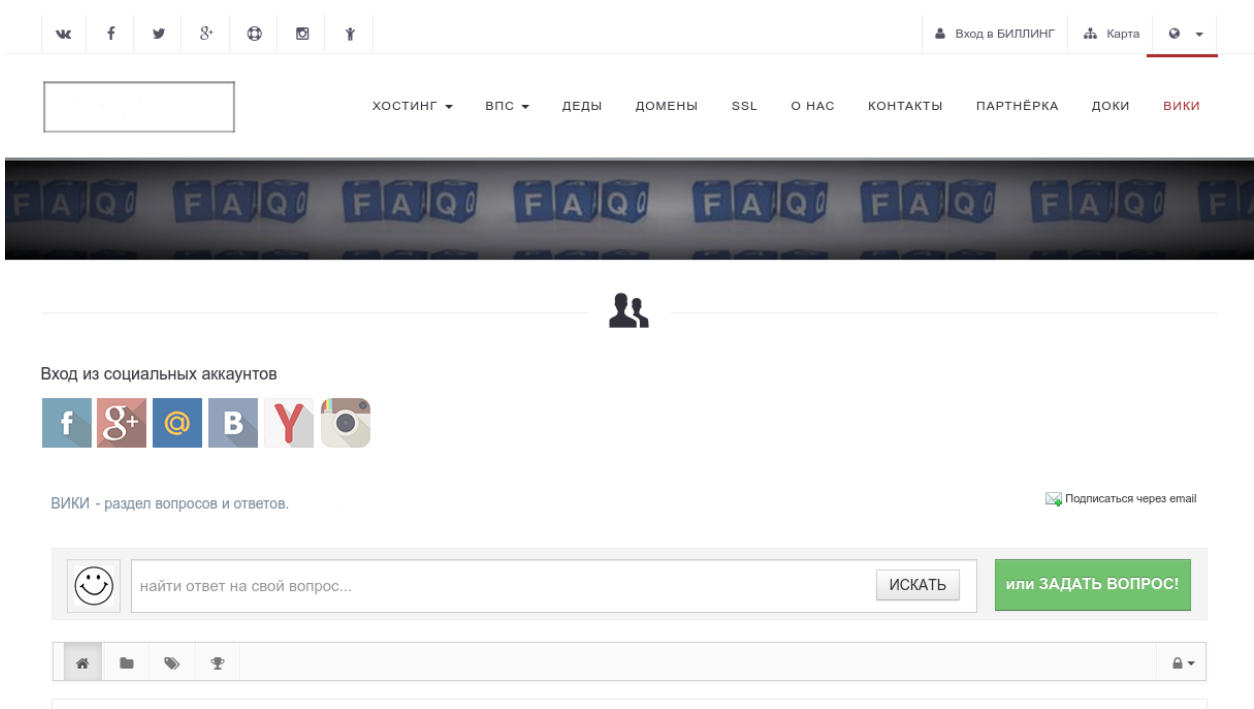 Вход в БИЛЛИНГ Карта
ХОСТИНГ ВПС ДЕДЫ ДОМЕНЫ SSL О НАС КОНТАКТЫ ПАРТНЁРКА ДОКИ ВИКИ
FAQ FAQ FAQ FAQ FAQ FAQ FAQ F
Вход из социальных аккаунтов
f g+ @ B Y
ВИКИ - раздел вопросов и ответов.
Подписаться через email
найти ответ на свой вопрос... ИСКАТЬ или ЗАДАТЬ ВОПРОС!